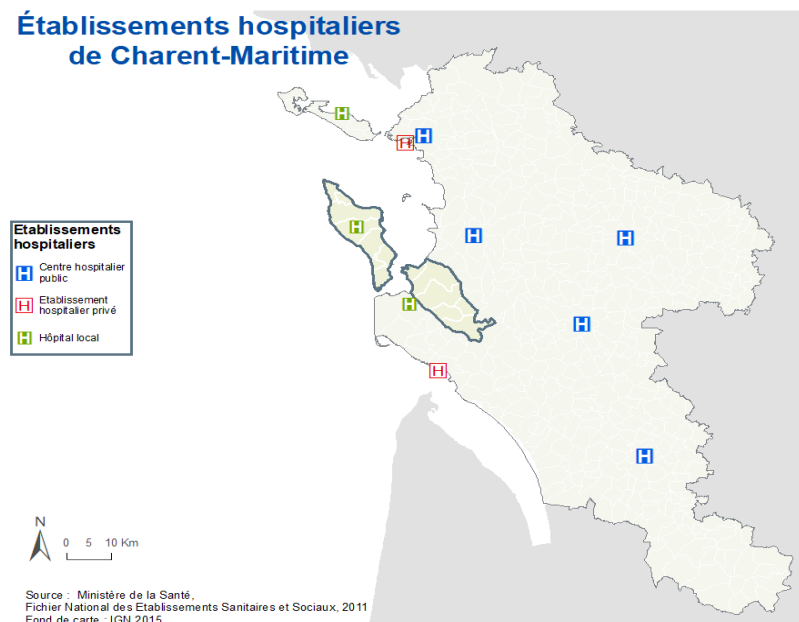 Établissements hospitaliers
de Charent-Maritime
H
H
H
H
H
H
H
H
H
H
Etablissements
hospitaliers
H Centre hospitalier
public
H Etablissement
hospitalier privé
H Hôpital local
N
0 5 10 Km
Source : Ministère de la Santé,
Fichier National des Etablissements Sanitaires et Sociaux, 2011
Fond de carte : IGN 2015